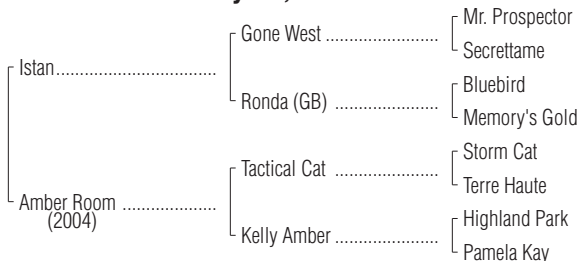 Mr. Prospector
Gone West ........................
Secrettame
Istan..................................
Bluebird
Ronda (GB) ......................
Memory's Gold
Storm Cat
Tactical Cat ......................
Terre Haute
Amber Room ....................
(2004)
Highland Park
Kelly Amber......................
Pamela Kay